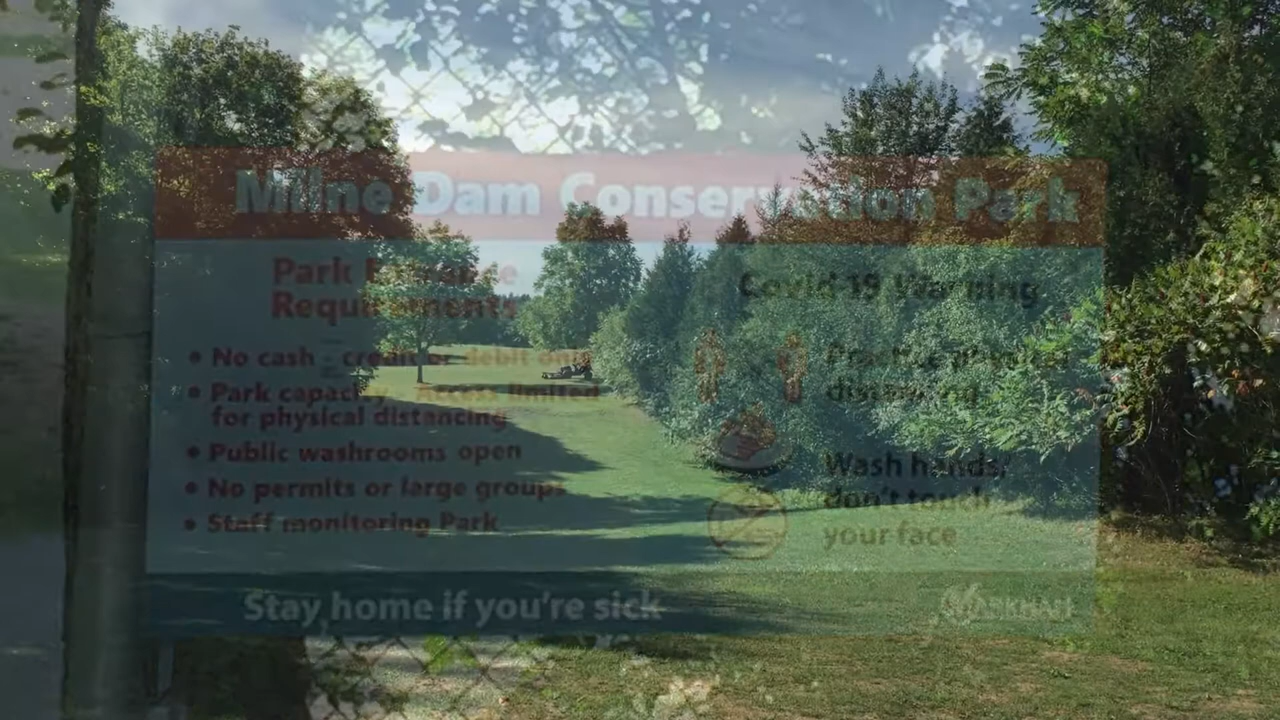 Milne Dam Conservation Park
Park Entrance
Requirements
• No cash - credit or debit only
• Park capacity - Access limited
for physical distancing
• Public washrooms open
• No permits or large groups
• Staff monitoring Park
Covid 19 Warning
Practice physical
distancing
Wash hands,
don't touch
your face
Stay home if you're sick
MARKHAM